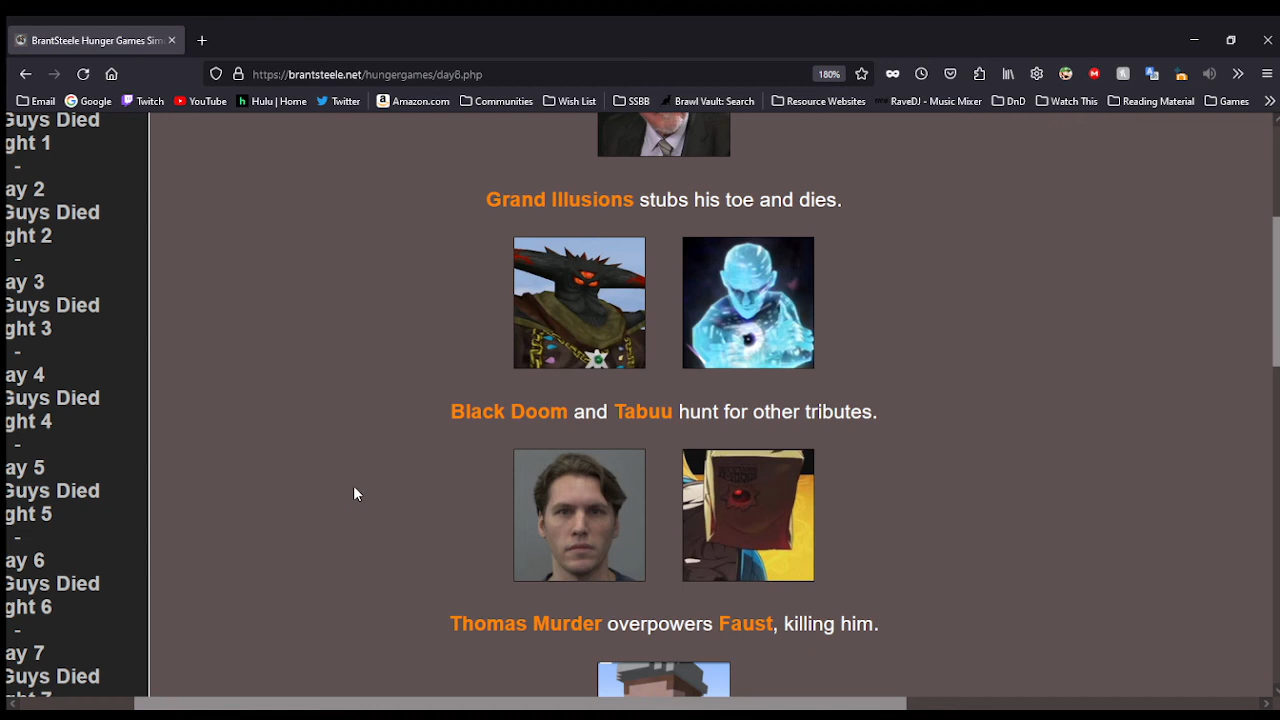 BrantSteele Hunger Games Sim
https://brantsteele.net/hungergames/day8.php
180%
Email Google Twitch YouTube Hulu | Home Twitter Amazon.com Communities Wish List SSBB Brawl Vault: Search Resource Websites RaveDJ - Music Mixer DnD Watch This Reading Material Games
Guys Died
ght 1
-
ay 2
Guys Died
ght 2
-
ay 3
Guys Died
ght 3
-
ay 4
Guys Died
ght 4
-
ay 5
Guys Died
ght 5
-
ay 6
Guys Died
ght 6
-
ay 7
Guys Died
Grand Illusions stubs his toe and dies.
Black Doom and Tabuu hunt for other tributes.
Thomas Murder overpowers Faust, killing him.